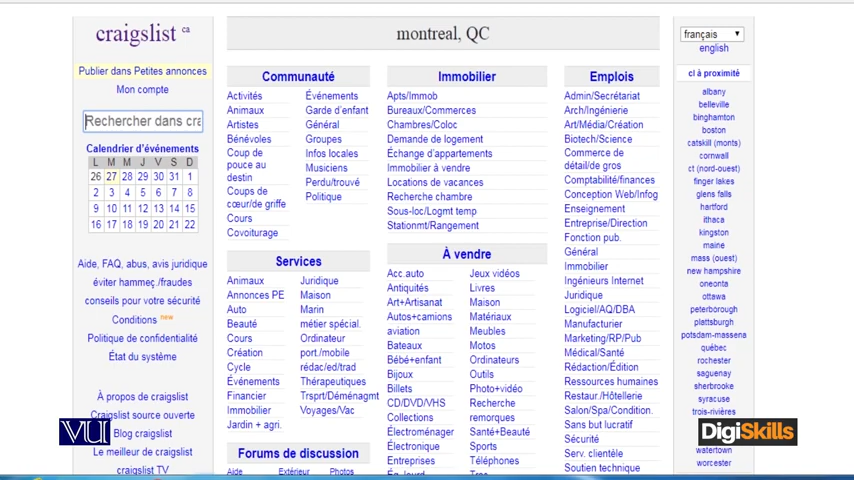 craigslist ca
Publier dans Petites annonces
Mon compte
Rechercher dans cra
Calendrier d'événements
L M M J V S D
26 27 28 29 30 31 1
2 3 4 5 6 7 8
9 10 11 12 13 14 15
16 17 18 19 20 21 22
Aide, FAQ, abus, avis juridique
éviter hammeç./fraudes
conseils pour votre sécurité
Conditions new
Politique de confidentialité
État du système
À propos de craigslist
Craigslist source ouverte
Blog craigslist
Le meilleur de craigslist
craigslist TV
VU
montreal, QC
Communauté
Activités
Animaux
Artistes
Bénévoles
Coup de
pouce au
destin
Coups de
cœur/de griffe
Cours
Covoiturage
Événements
Garde d'enfant
Général
Groupes
Infos locales
Musiciens
Perdu/trouvé
Politique
Services
Animaux
Annonces PE
Auto
Beauté
Cours
Création
Cycle
Événements
Financier
Immobilier
Jardin + agri.
Juridique
Maison
Marin
métier spécial.
Ordinateur
port./mobile
rédac/ed/trad
Thérapeutiques
Trsprt/Déménagmt
Voyages/Vac
Forums de discussion
Aide
Extérieur
Photos
Immobilier
Apts/Immob
Bureaux/Commerces
Chambres/Coloc
Demande de logement
Échange d'appartements
Immobilier à vendre
Locations de vacances
Recherche chambre
Sous-loc/Logmt temp
Stationmt/Rangement
À vendre
Acc.auto
Antiquités
Art+Artisanat
Autos+camions
aviation
Bateaux
Bébé+enfant
Bijoux
Billets
CD/DVD/VHS
Collections
Électroménager
Électronique
Entreprises
Jeux vidéos
Livres
Maison
Matériaux
Meubles
Motos
Ordinateurs
Outils
Photo+vidéo
Recherche
remorques
Santé+Beauté
Sports
Téléphones
Emplois
Admin/Secrétariat
Arch/Ingénierie
Art/Média/Création
Biotech/Science
Commerce de
détail/de gros
Comptabilité/finances
Conception Web/Infog
Enseignement
Entreprise/Direction
Fonction pub.
Général
Immobilier
Ingénieurs Internet
Juridique
Logiciel/AQ/DBA
Manufacturier
Marketing/RP/Pub
Médical/Santé
Rédaction/Édition
Ressources humaines
Restaur./Hôtellerie
Salon/Spa/Condition.
Sans but lucratif
Sécurité
Serv. clientèle
Soutien technique
français
english
cl à proximité
albany
belleville
binghamton
boston
catskill (monts)
cornwall
ct (nord-ouest)
finger lakes
glens falls
hartford
ithaca
kingston
maine
mass (ouest)
new hampshire
oneonta
ottawa
peterborough
plattsburgh
potsdam-massena
québec
rochester
saguenay
sherbrooke
syracuse
trois-rivières
DigiSkills
watertown
worcester